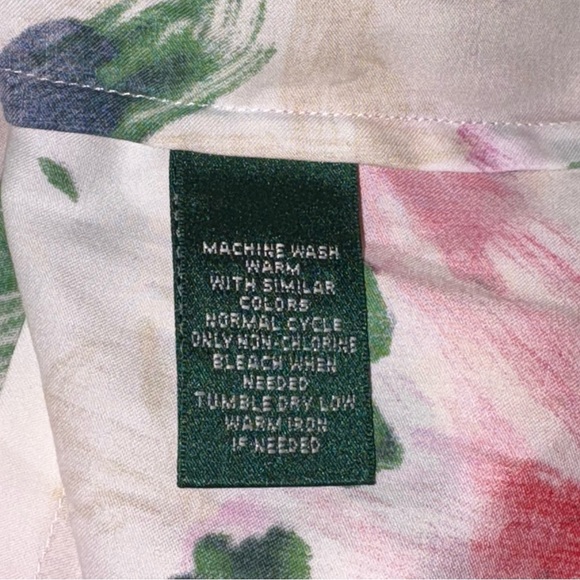 MACHINE WASH
WARM
WITH SIMILAR
COLORS
NORMAL CYCLE
ONLY NON-CHLORINE
BLEACH WHEN
NEEDED
TUMBLE DRY LOW
WARM IRON
IF NEEDED